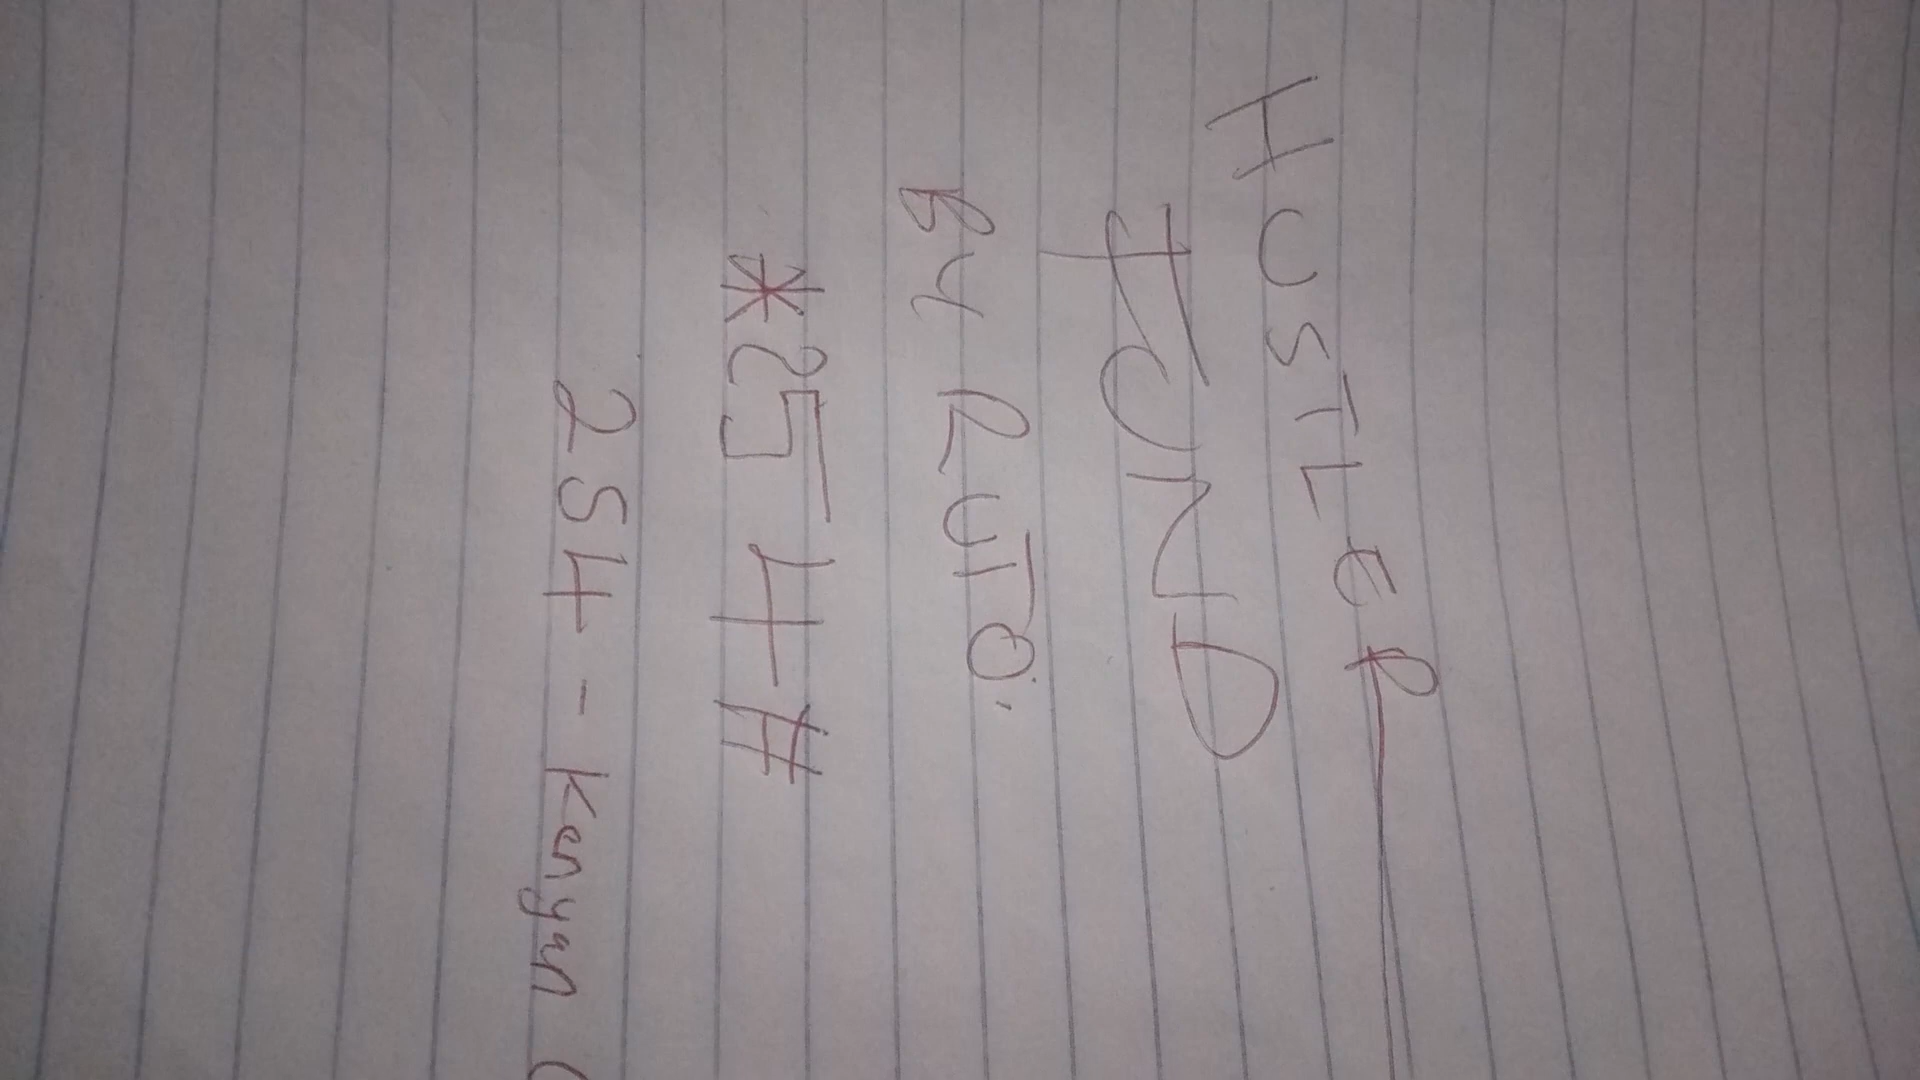 HUSTLER
FUND
BY RUTO.
*254#
254 - Kenyan